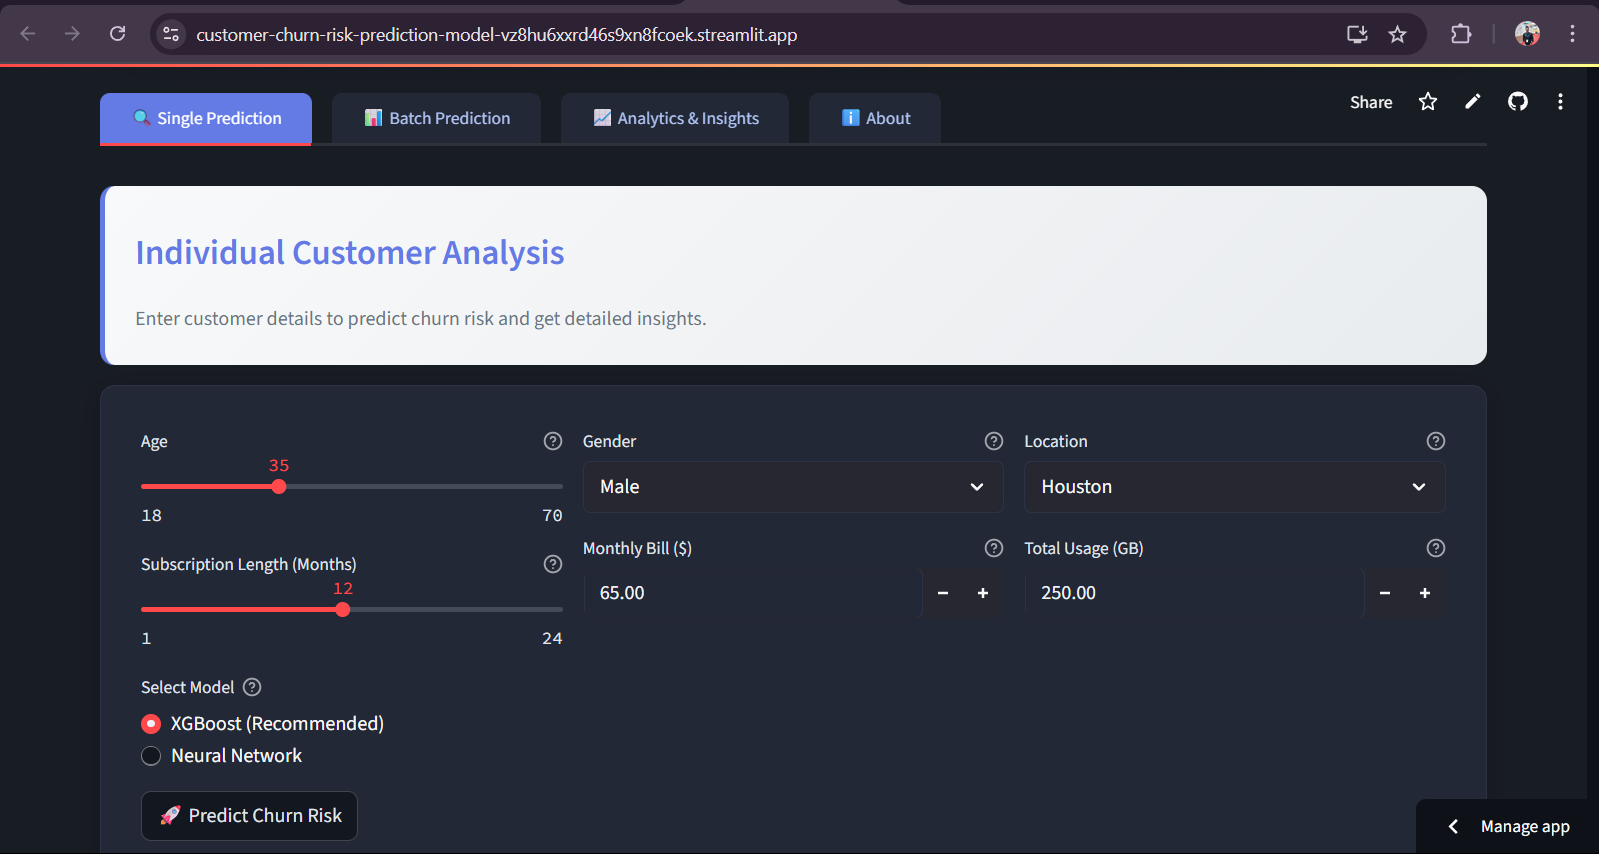 customer-churn-risk-prediction-model-vz8hu6xxrd46s9xn8fcoek.streamlit.app
Single Prediction
Batch Prediction
Analytics & Insights
About
Share
Individual Customer Analysis
Enter customer details to predict churn risk and get detailed insights.
Age
35
18 70
Gender
Male
Location
Houston
Subscription Length (Months)
12
1 24
Monthly Bill ($)
65.00
Total Usage (GB)
250.00
Select Model
XGBoost (Recommended)
Neural Network
Predict Churn Risk
Manage app